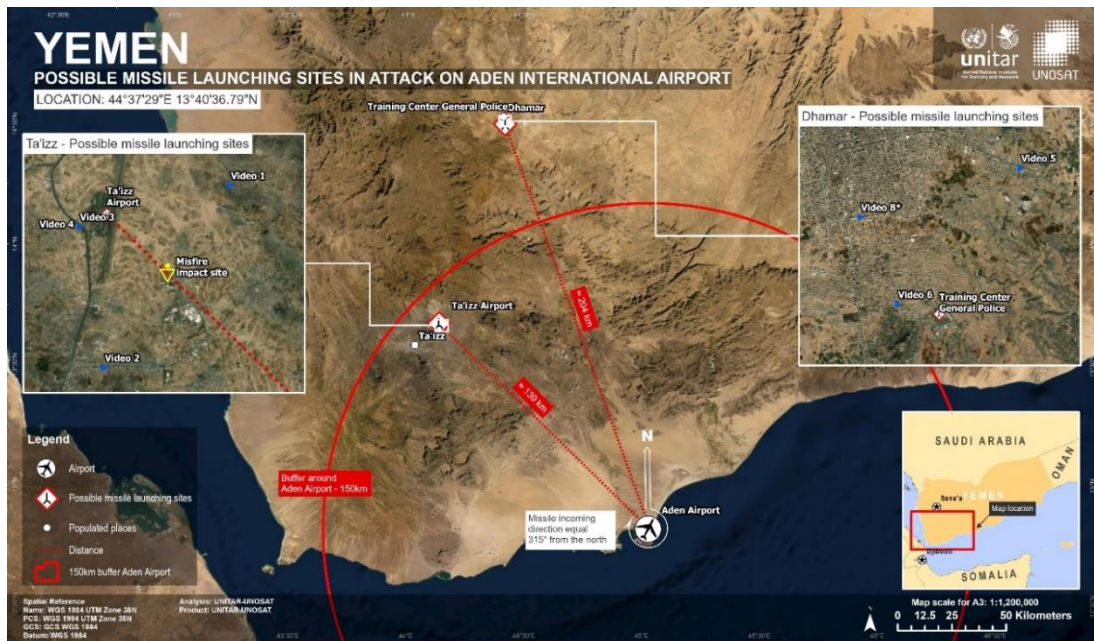 YEMEN
POSSIBLE MISSILE LAUNCHING SITES IN ATTACK ON ADEN INTERNATIONAL AIRPORT
LOCATION: 44°37'29"E 13°40'36.79"N
unitar
United Nations Institute
for Training and Research
UNOSAT
Ta'izz - Possible missile launching sites
Video 1
Ta'izz
Airport
Video 4
Video 3
Misfire
impact site
Video 2
Training Center General Police
Dhamar
Dhamar - Possible missile launching sites
Video 5
Video 8*
Video 6
Training Center
General Police
Ta'izz Airport
Ta'izz
≈ 204 km
≈ 139 km
Buffer around
Aden Airport - 150km
N
Missile incoming
direction equal
315° from the north
Aden Airport
Legend
Airport
Possible missile launching sites
Populated places
Distance
150km buffer Aden Airport
Spatial Reference
Name: WGS 1984 UTM Zone 38N
PCS: WGS 1984 UTM Zone 38N
GCS: GCS WGS 1984
Datum: WGS 1984
Analysis: UNITAR-UNOSAT
Product: UNITAR-UNOSAT
SAUDI ARABIA
OMAN
YEMEN
Sana'a
Map location
Djibouti
SOMALIA
Map scale for A3: 1:1,200,000
0 12.5 25 50 Kilometers